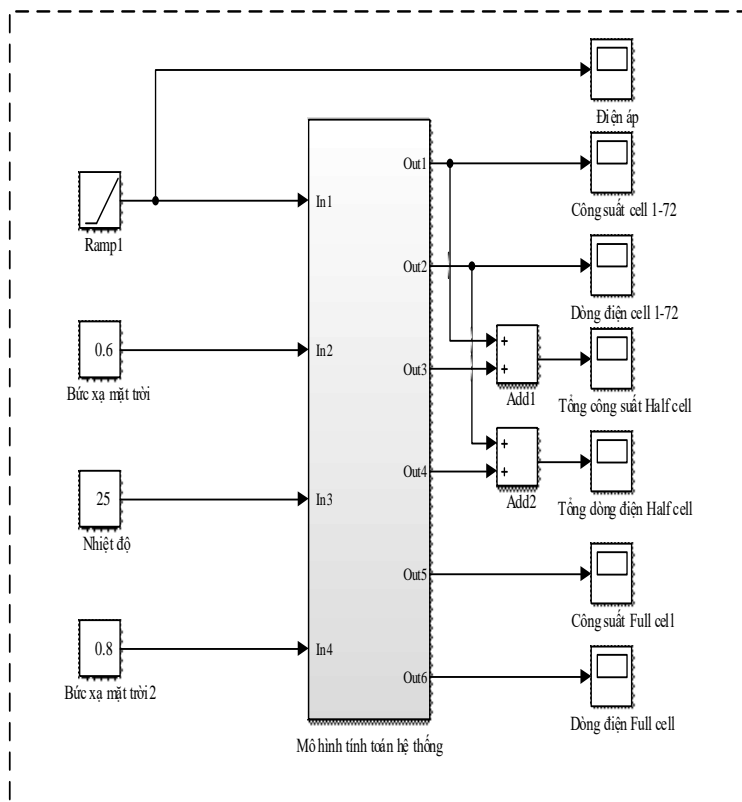 Điện áp
Out1
Công suất cell 1-72
In1
Ramp1
Out2
Dòng điện cell 1-72
0.6
In2
+
+
Out3
Bức xạ mặt trời
Add1
Tổng công suất Half cell
+
+
Out4
25
In3
Add2
Tổng dòng điện Half cell
Nhiệt độ
Out5
Công suất Full cell
0.8
In4
Out6
Bức xạ mặt trời 2
Dòng điện Full cell
Mô hình tính toán hệ thống